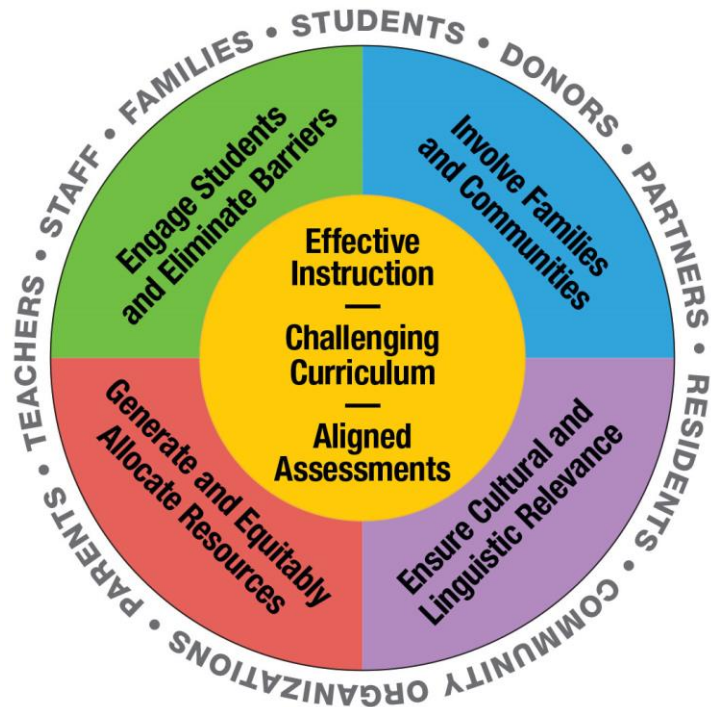 STUDENTS • DONORS • PARTNERS • RESIDENTS • COMMUNITY ORGANIZATIONS • PARENTS • TEACHERS • STAFF • FAMILIES •
Engage Students
and Eliminate Barriers
Involve Families
and Communities
Effective
Instruction
—
Challenging
Curriculum
—
Aligned
Assessments
Generate and Equitably
Allocate Resources
Ensure Cultural and
Linguistic Relevance